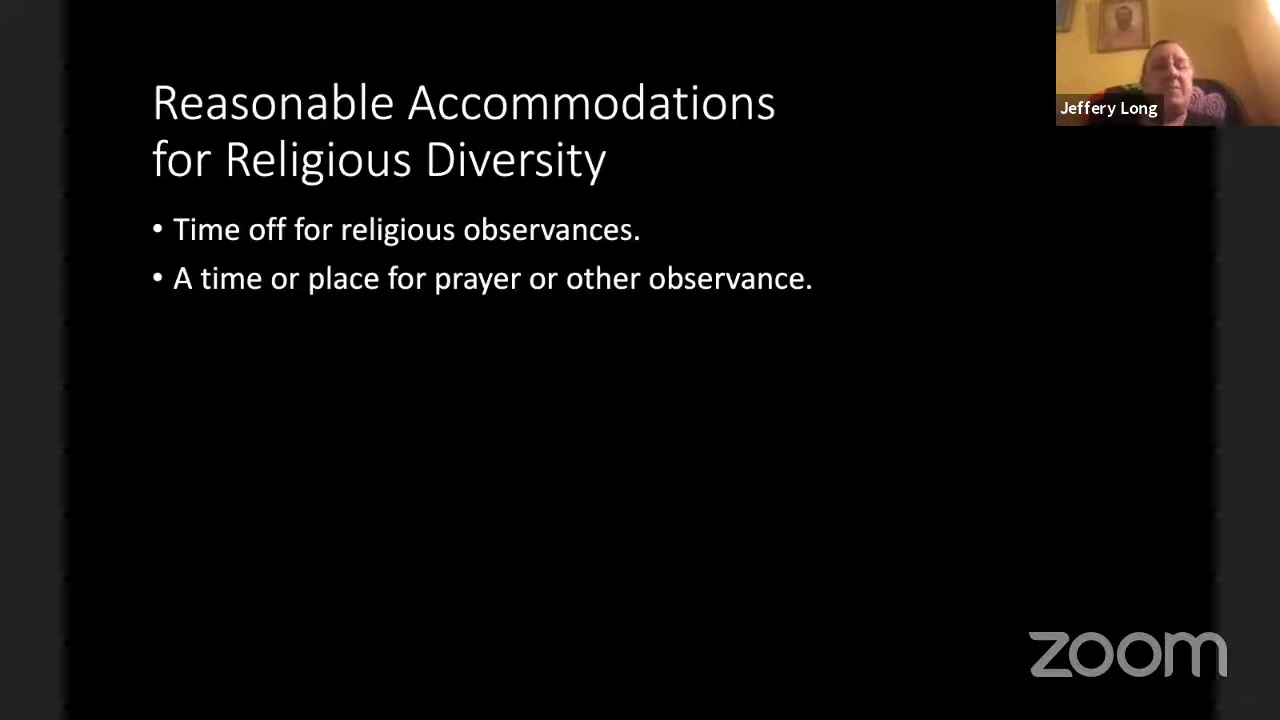 Reasonable Accommodations
for Religious Diversity
• Time off for religious observances.
• A time or place for prayer or other observance.
Jeffery Long
zoom